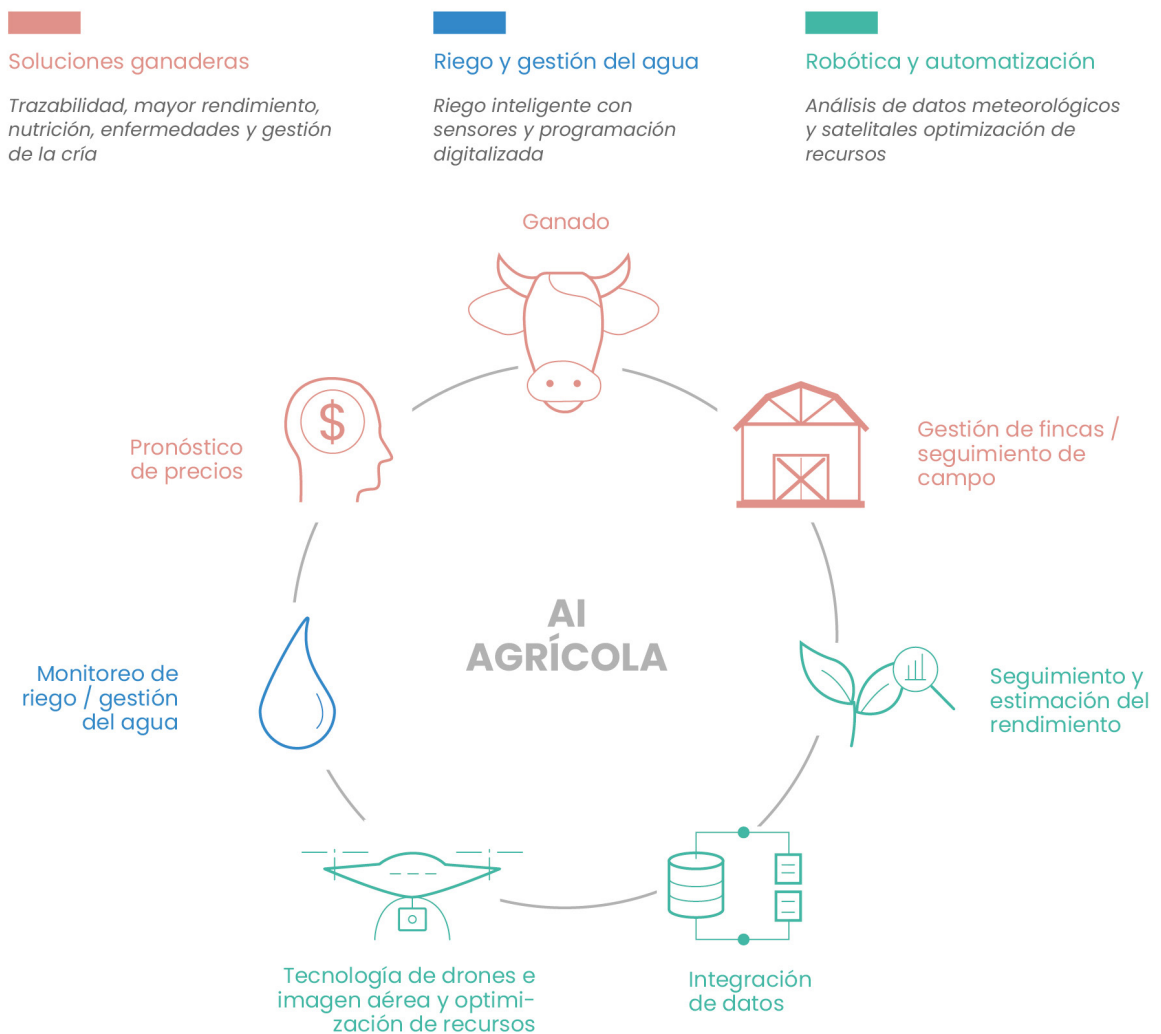 Soluciones ganaderas
Trazabilidad, mayor rendimiento,
nutrición, enfermedades y gestión
de la cría
Riego y gestión del agua
Riego inteligente con
sensores y programación
digitalizada
Robótica y automatización
Análisis de datos meteorológicos
y satelitales optimización de
recursos
Ganado
$
Pronóstico
de precios
Gestión de fincas /
seguimiento de
campo
AI
AGRÍCOLA
Monitoreo de
riego / gestión
del agua
Seguimiento y
estimación del
rendimiento
Tecnología de drones e
imagen aérea y optimi-
zación de recursos
Integración
de datos